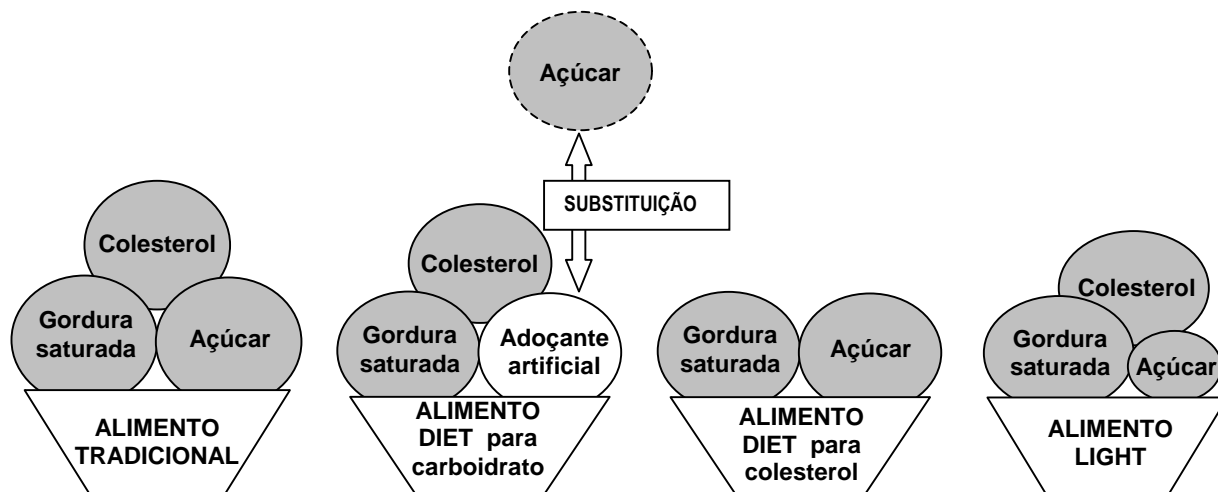 Açúcar
SUBSTITUIÇÃO
Colesterol
Gordura
saturada
Açúcar
ALIMENTO
TRADICIONAL
Colesterol
Gordura
saturada
Adoçante
artificial
ALIMENTO
DIET para
carboidrato
Gordura
saturada
Açúcar
ALIMENTO
DIET para
colesterol
Colesterol
Gordura
saturada
Açúcar
ALIMENTO
LIGHT